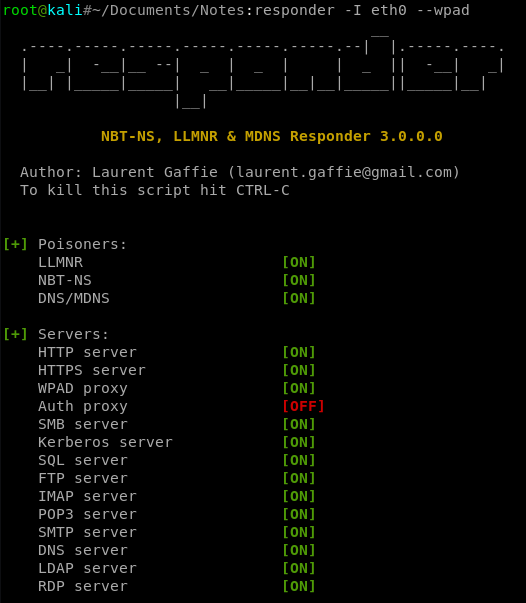 root@kali#~/Documents/Notes:responder -I eth0 --wpad
                                         __
  .----.-----.-----.-----.-----.-----.--|  |.-----.----.
  |   _|  -__|__ --|  _  |  _  |     |  _  ||  -__|   _|
  |__| |_____|_____|   __|_____|__|__|_____||_____|__|
                   |__|
NBT-NS, LLMNR & MDNS Responder 3.0.0.0
Author: Laurent Gaffie (laurent.gaffie@gmail.com)
To kill this script hit CTRL-C
[+] Poisoners:
LLMNR [ON]
NBT-NS [ON]
DNS/MDNS [ON]
[+] Servers:
HTTP server [ON]
HTTPS server [ON]
WPAD proxy [ON]
Auth proxy [OFF]
SMB server [ON]
Kerberos server [ON]
SQL server [ON]
FTP server [ON]
IMAP server [ON]
POP3 server [ON]
SMTP server [ON]
DNS server [ON]
LDAP server [ON]
RDP server [ON]